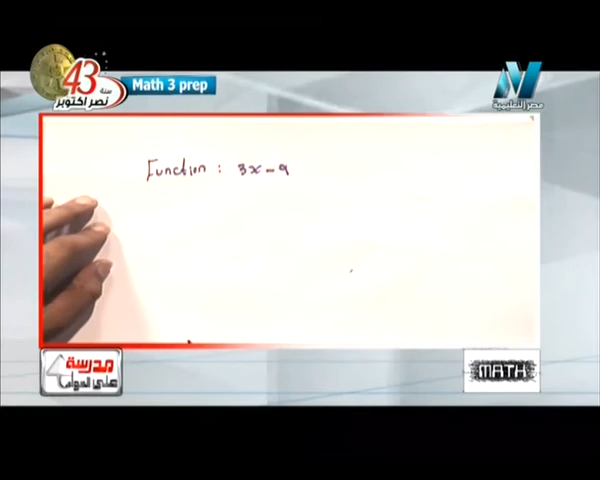 43 سنة
نصر أكتوبر
Math 3 prep
مصر التعليمية
Function : 3x - 9
مدرسة
على الهواء
MATH